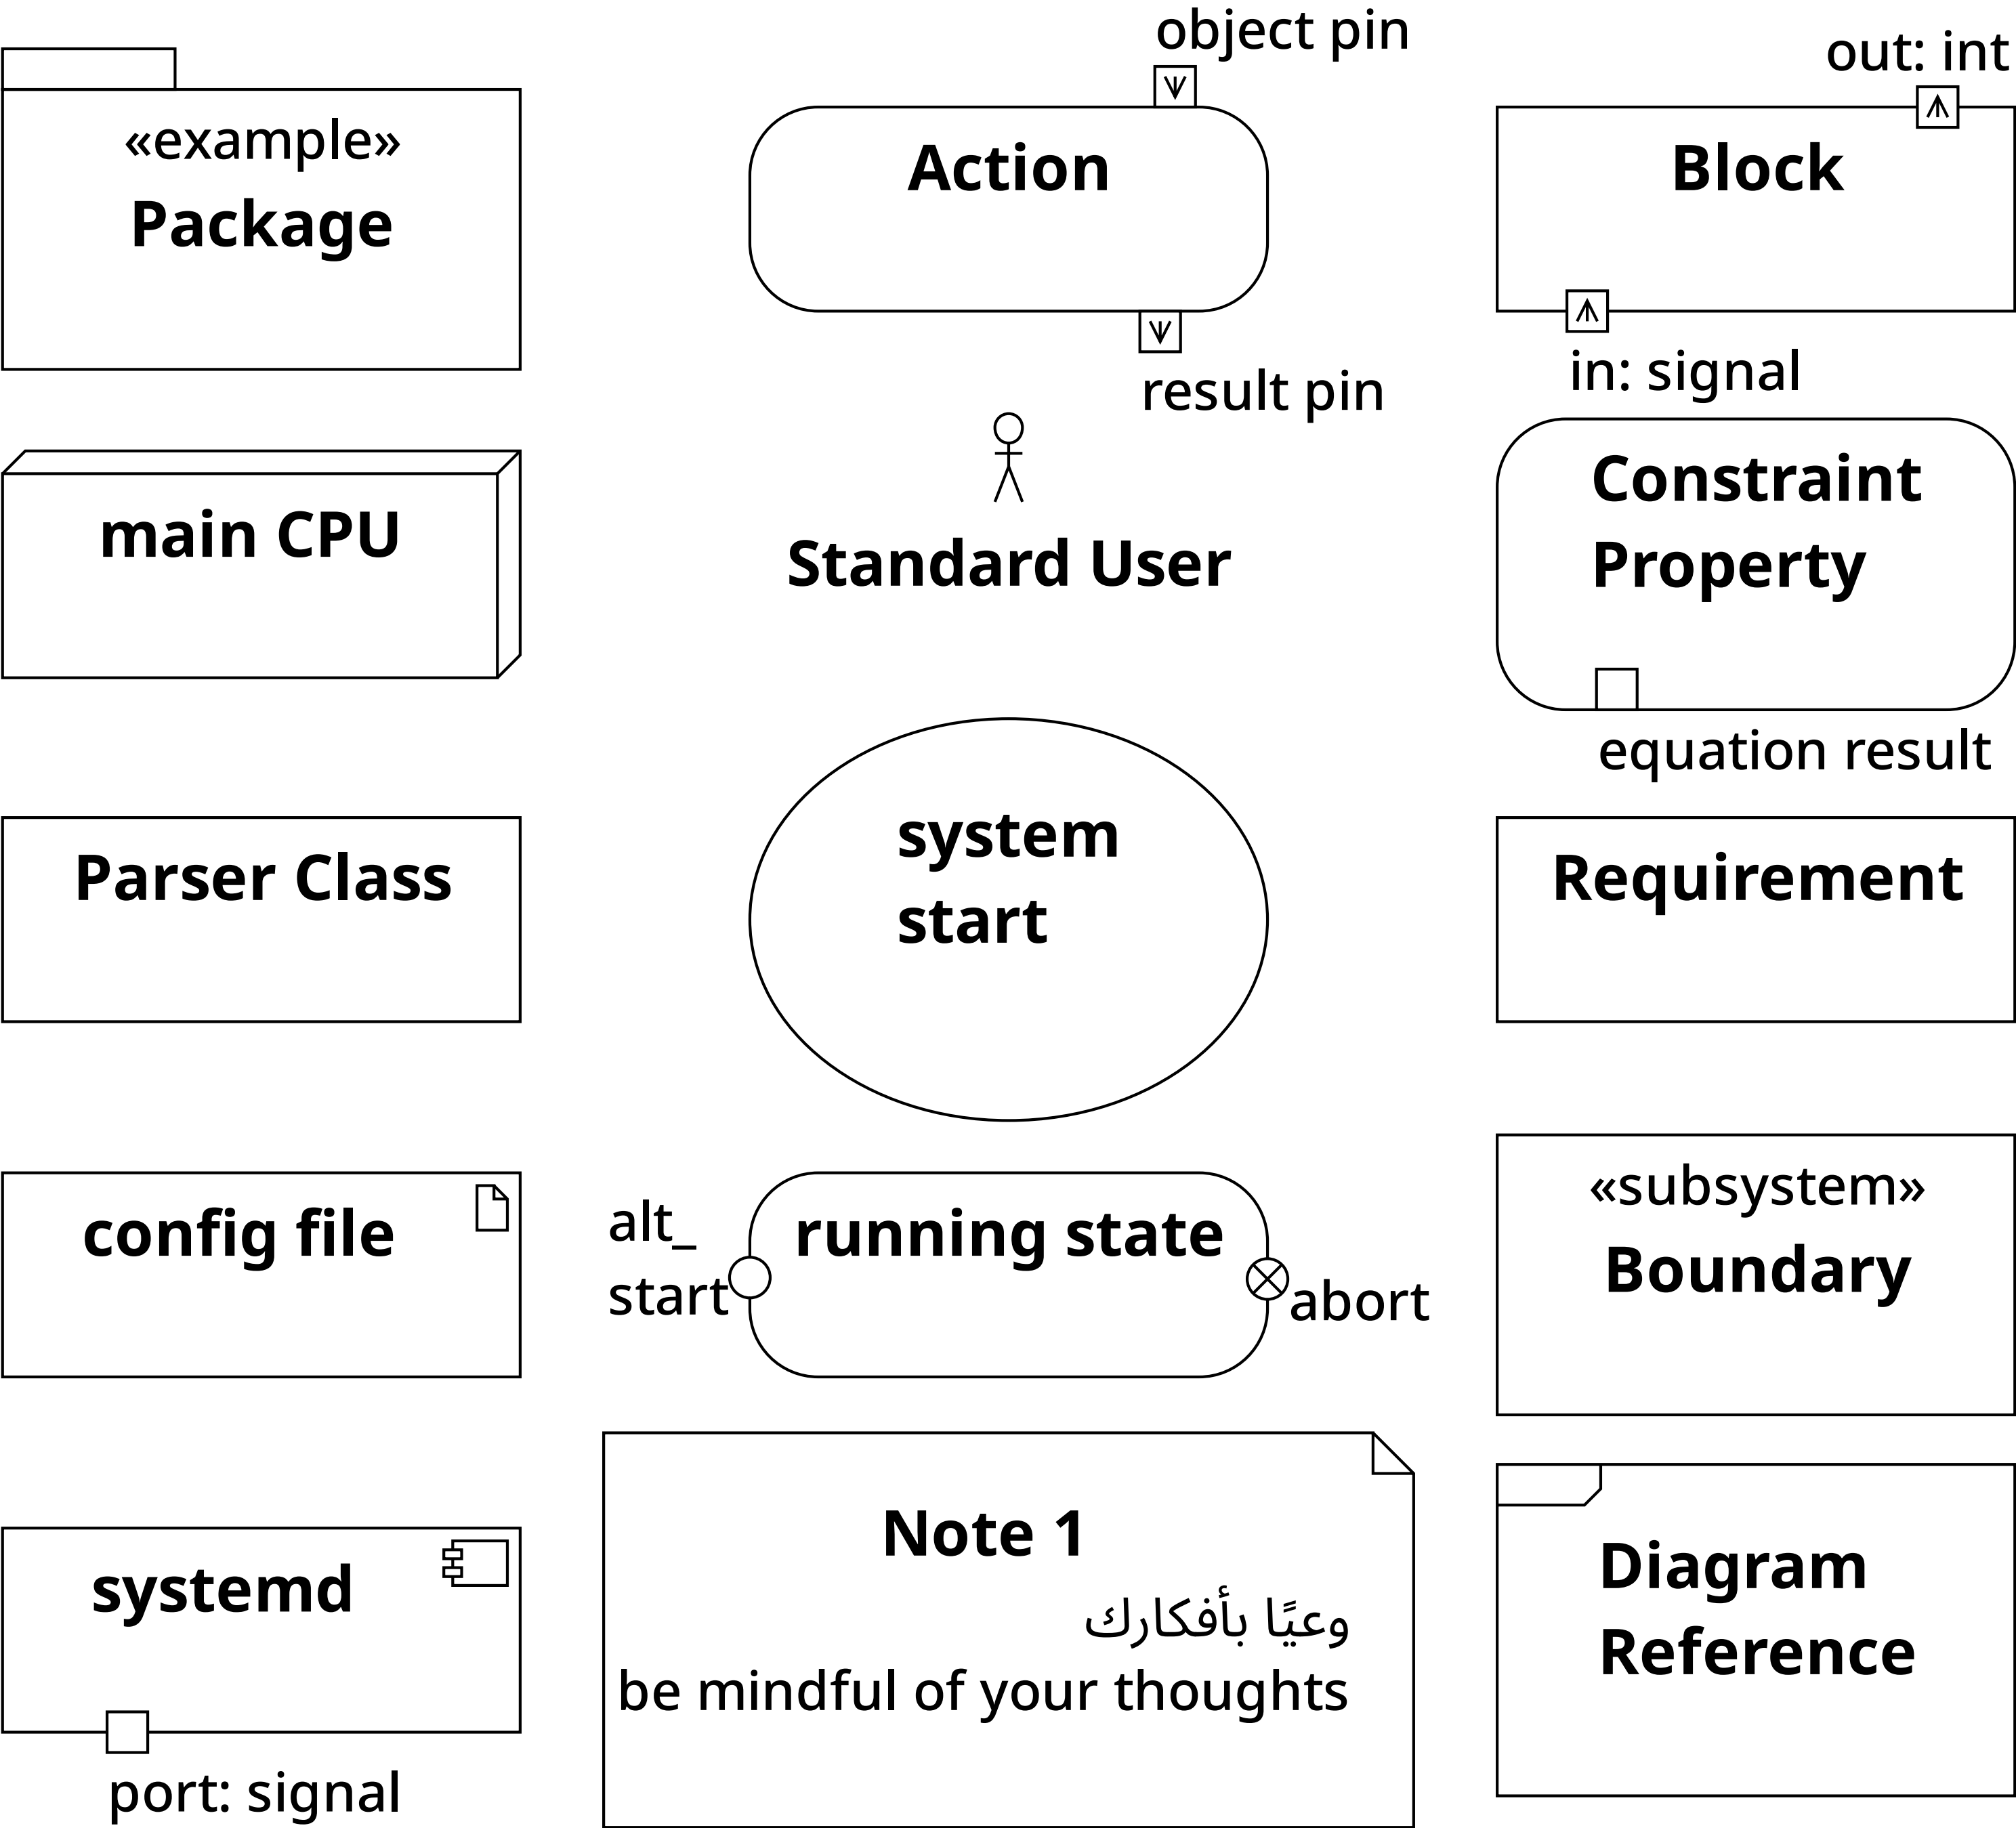 «example»
Package
main CPU
Parser Class
config file
systemd
port: signal
object pin
Action
result pin
Standard User
system
start
alt_
start
running state
abort
Note 1
وعيًا بأفكارك
be mindful of your thoughts
out: int
Block
in: signal
Constraint
Property
equation result
Requirement
«subsystem»
Boundary
Diagram
Reference